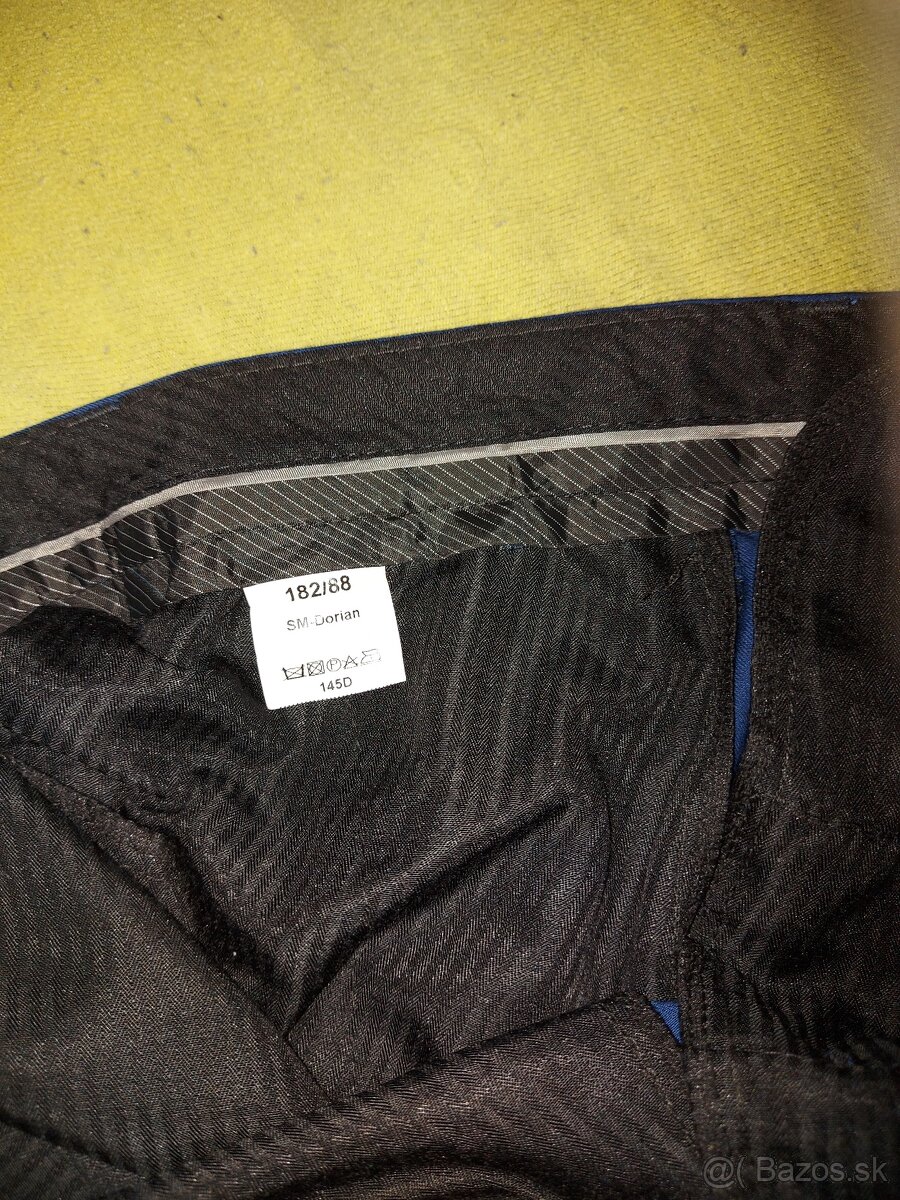 182/88
SM-Dorian
145D
@( Bazos.sk